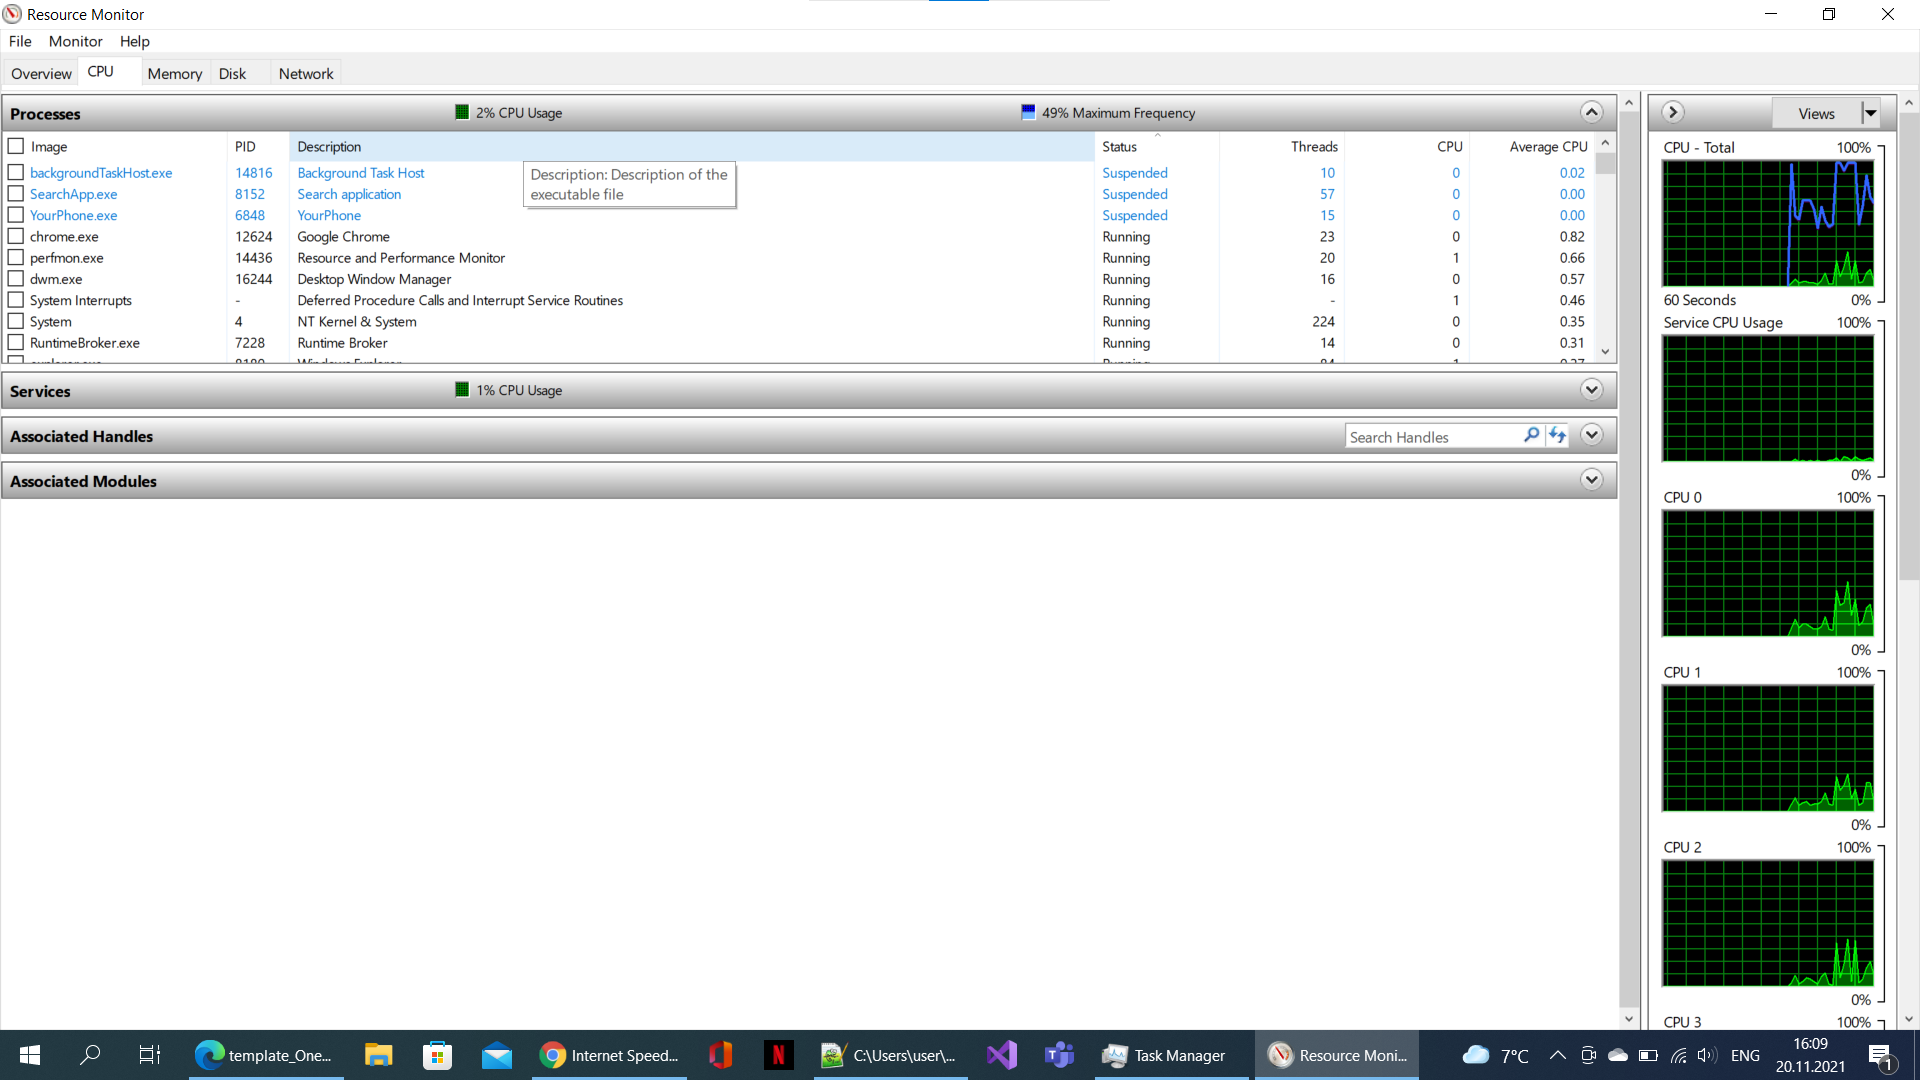 Resource Monitor
File Monitor Help
Overview CPU Memory Disk Network
Processes 2% CPU Usage 49% Maximum Frequency
Image PID Description Status Threads CPU Average CPU
backgroundTaskHost.exe 14816 Background Task Host Suspended 10 0 0.02
SearchApp.exe 8152 Search application Suspended 57 0 0.00
YourPhone.exe 6848 YourPhone Suspended 15 0 0.00
Description: Description of the
executable file
chrome.exe 12624 Google Chrome Running 23 0 0.82
perfmon.exe 14436 Resource and Performance Monitor Running 20 1 0.66
dwm.exe 16244 Desktop Window Manager Running 16 0 0.57
System Interrupts - Deferred Procedure Calls and Interrupt Service Routines Running - 1 0.46
System 4 NT Kernel & System Running 224 0 0.35
RuntimeBroker.exe 7228 Runtime Broker Running 14 0 0.31
Services 1% CPU Usage
Associated Handles Search Handles
Associated Modules
Views
CPU - Total 100%
60 Seconds 0%
Service CPU Usage 100%
0%
CPU 0 100%
0%
CPU 1 100%
0%
CPU 2 100%
0%
CPU 3 100%
template_One...
Internet Speed...
N
C:\Users\user\...
Task Manager
Resource Moni...
7°C
ENG
16:09
20.11.2021
1